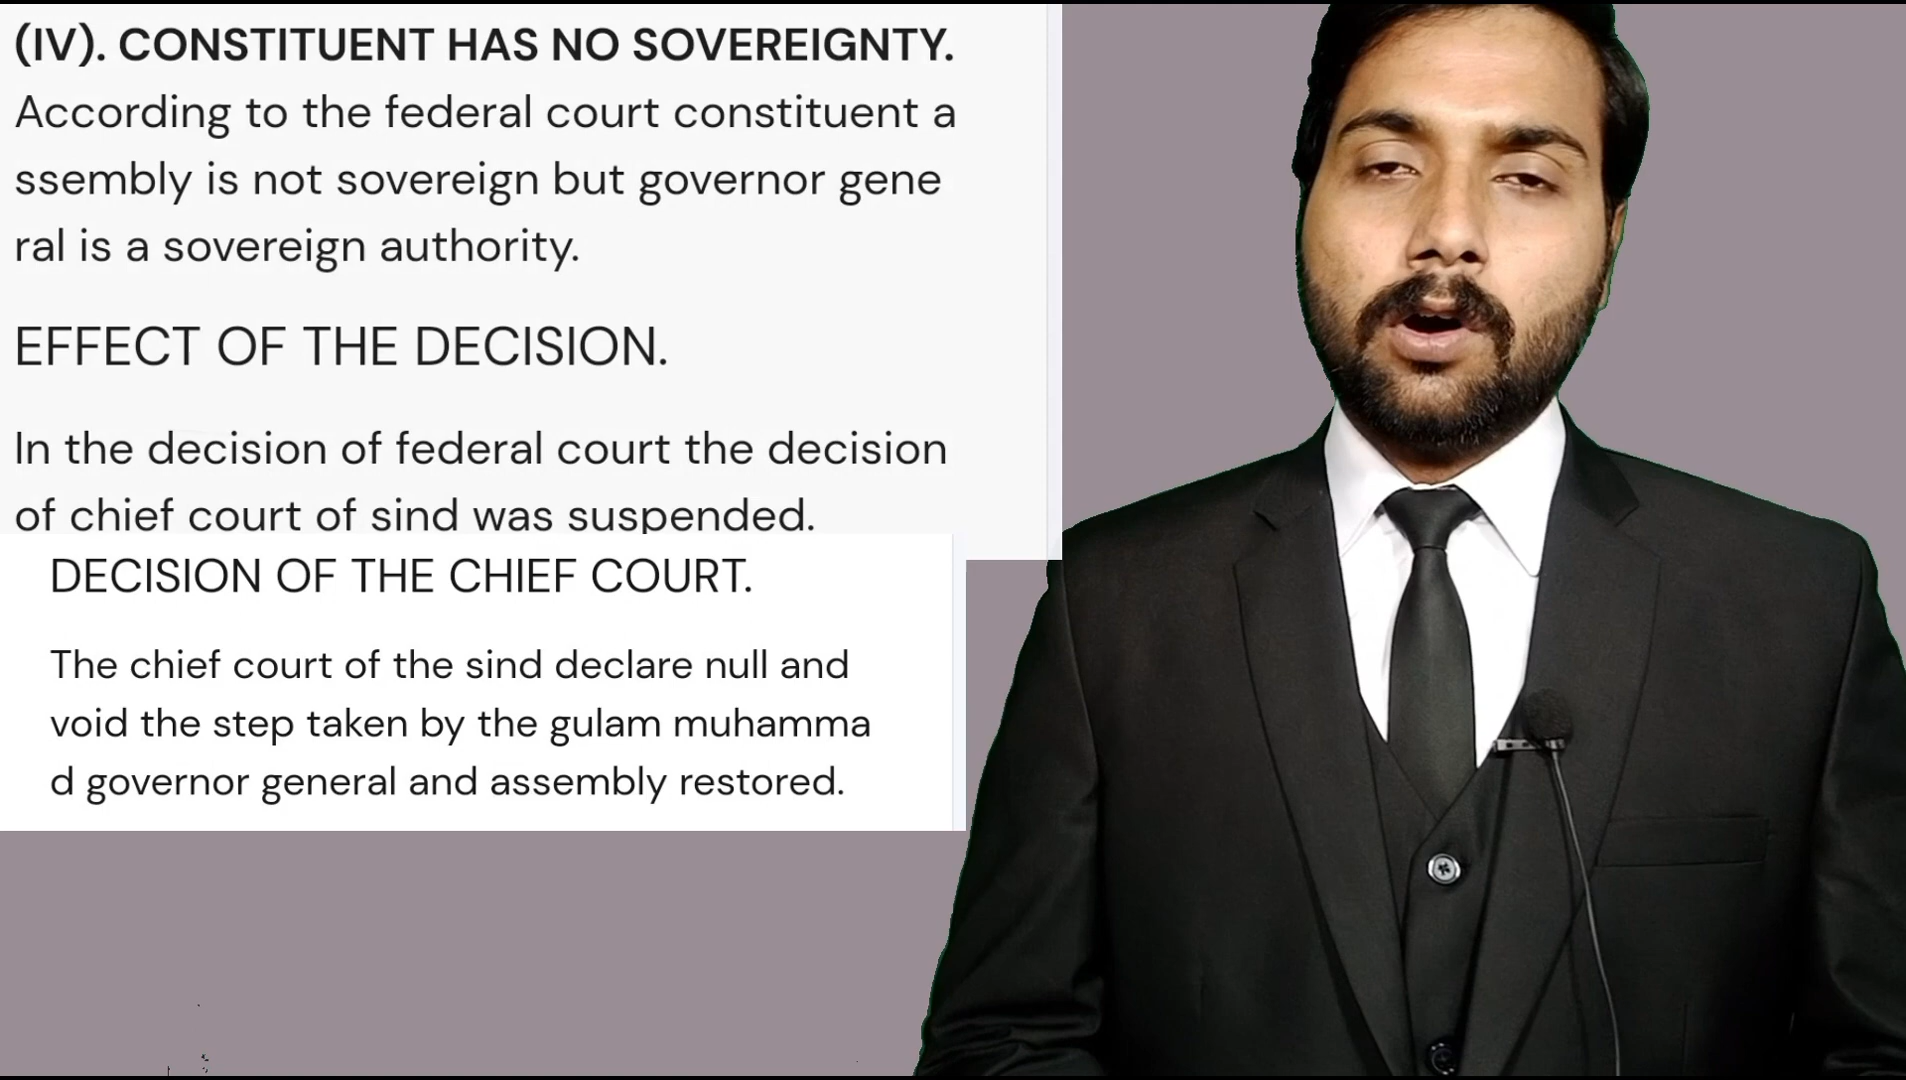 (IV). CONSTITUENT HAS NO SOVEREIGNTY.
According to the federal court constituent a
ssembly is not sovereign but governor gene
ral is a sovereign authority.
EFFECT OF THE DECISION.
In the decision of federal court the decision
of chief court of sind was suspended.
DECISION OF THE CHIEF COURT.
The chief court of the sind declare null and
void the step taken by the gulam muhamma
d governor general and assembly restored.